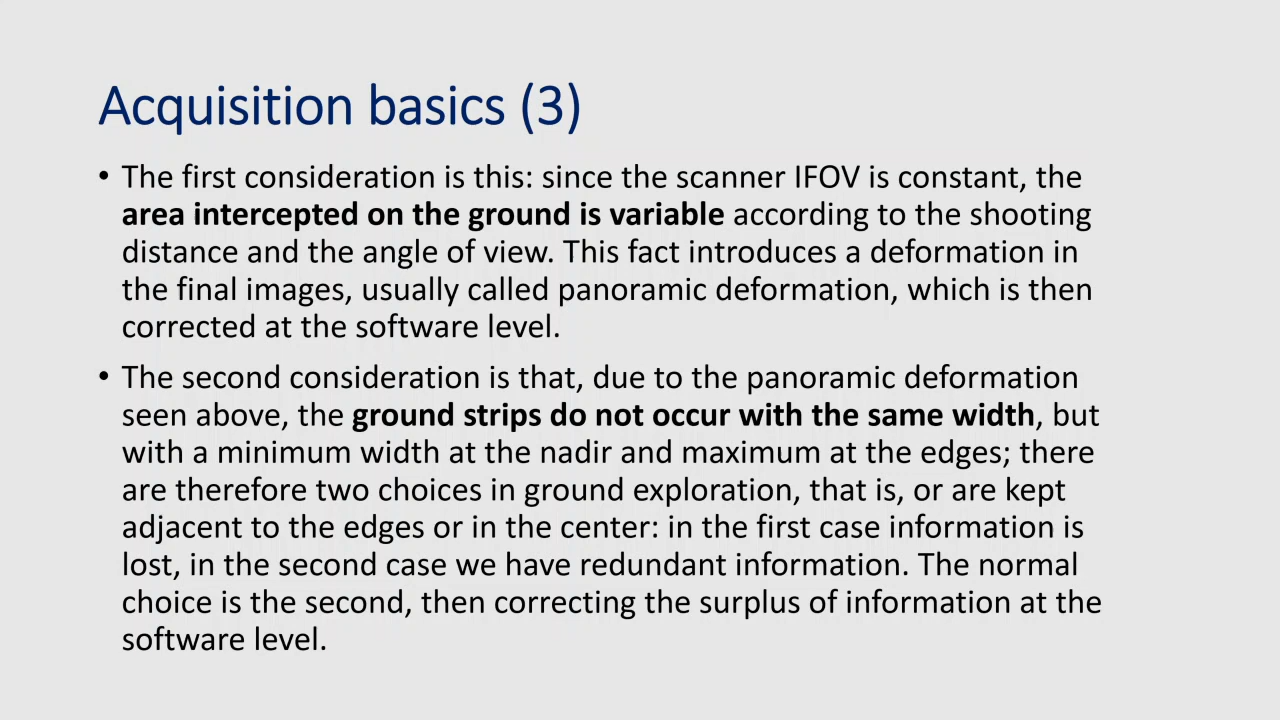 Acquisition basics (3)
• The first consideration is this: since the scanner IFOV is constant, the
area intercepted on the ground is variable according to the shooting
distance and the angle of view. This fact introduces a deformation in
the final images, usually called panoramic deformation, which is then
corrected at the software level.
• The second consideration is that, due to the panoramic deformation
seen above, the ground strips do not occur with the same width, but
with a minimum width at the nadir and maximum at the edges; there
are therefore two choices in ground exploration, that is, or are kept
adjacent to the edges or in the center: in the first case information is
lost, in the second case we have redundant information. The normal
choice is the second, then correcting the surplus of information at the
software level.